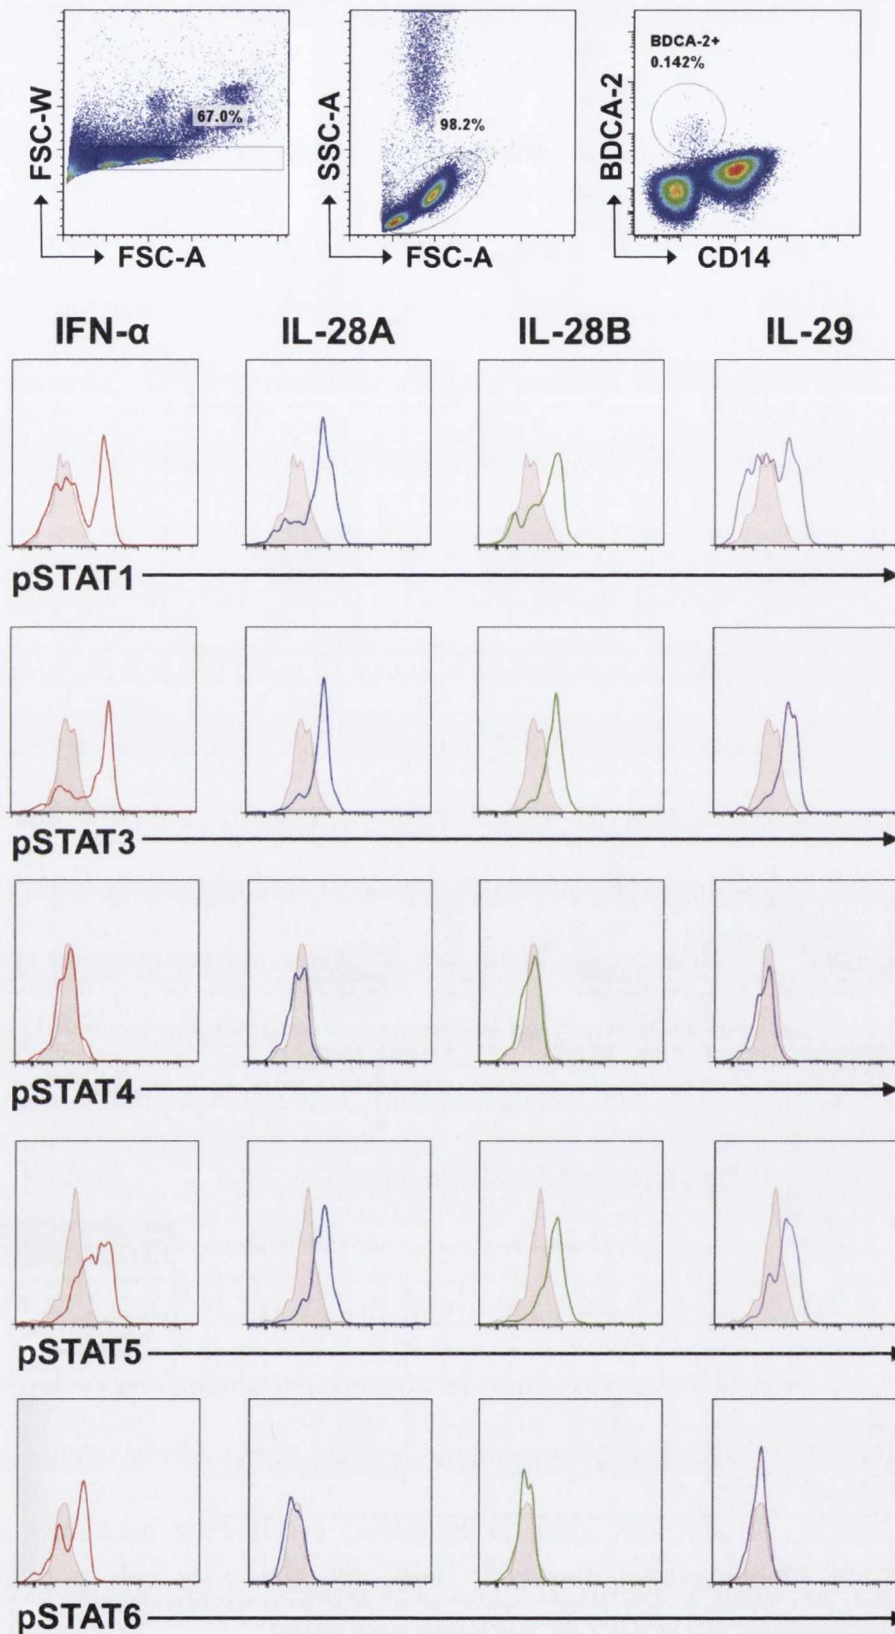 FSC-W
67.0%
FSC-A
SSC-A
98.2%
FSC-A
BDCA-2
BDCA-2+
0.142%
CD14
IFN-α IL-28A IL-28B IL-29
pSTAT1
pSTAT3
pSTAT4
pSTAT5
pSTAT6